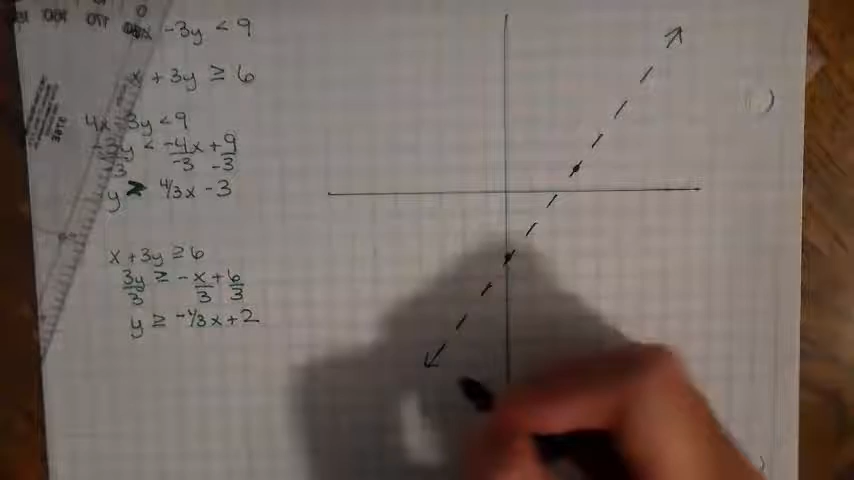 x - 3y < 9
x + 3y ≥ 6
4x - 3y < 9
-3y < -4x + 9
3 -3 -3
y > 4/3x - 3
x + 3y ≥ 6
3y ≥ -x + 6
3 3 3
y ≥ -1/3x + 2